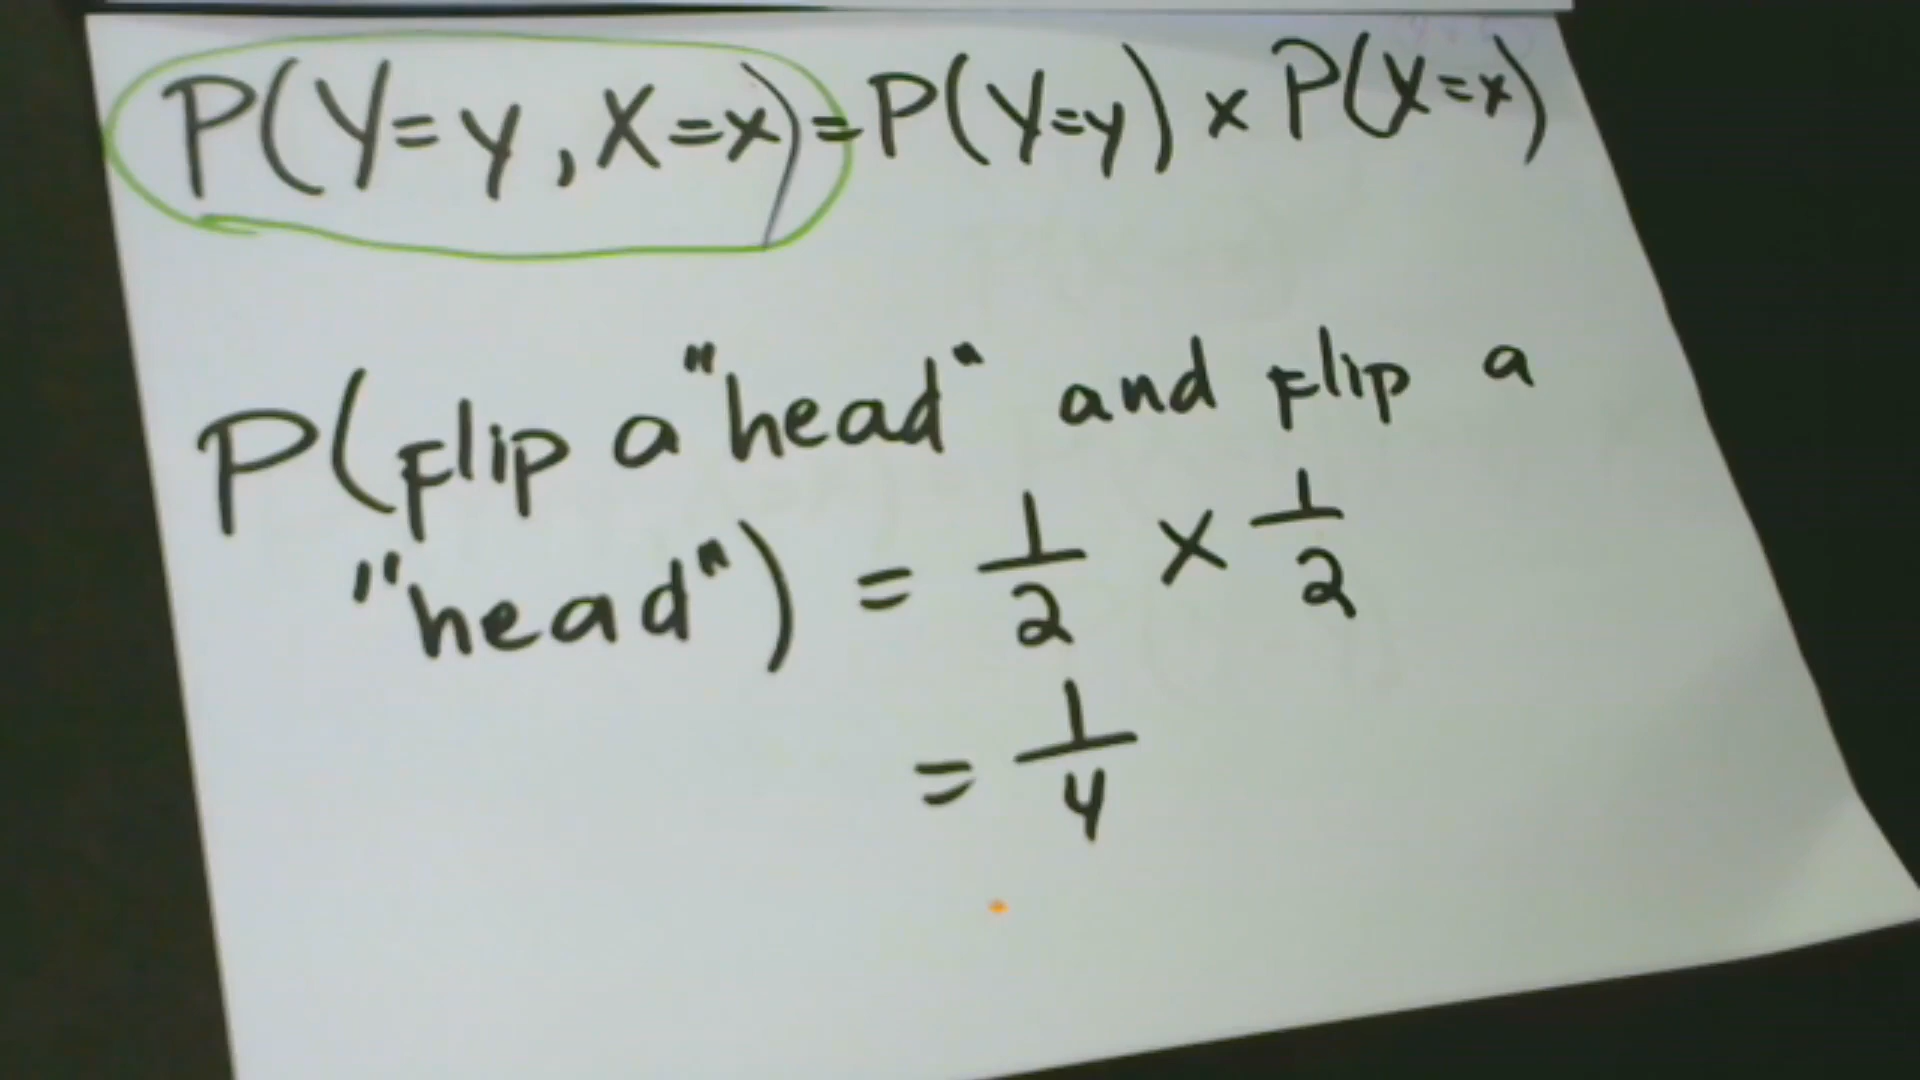 P(Y=y, X=x) = P(Y=y) x P(X=x)
P(flip a "head" and flip a
"head") = 1/2 x 1/2
= 1/4